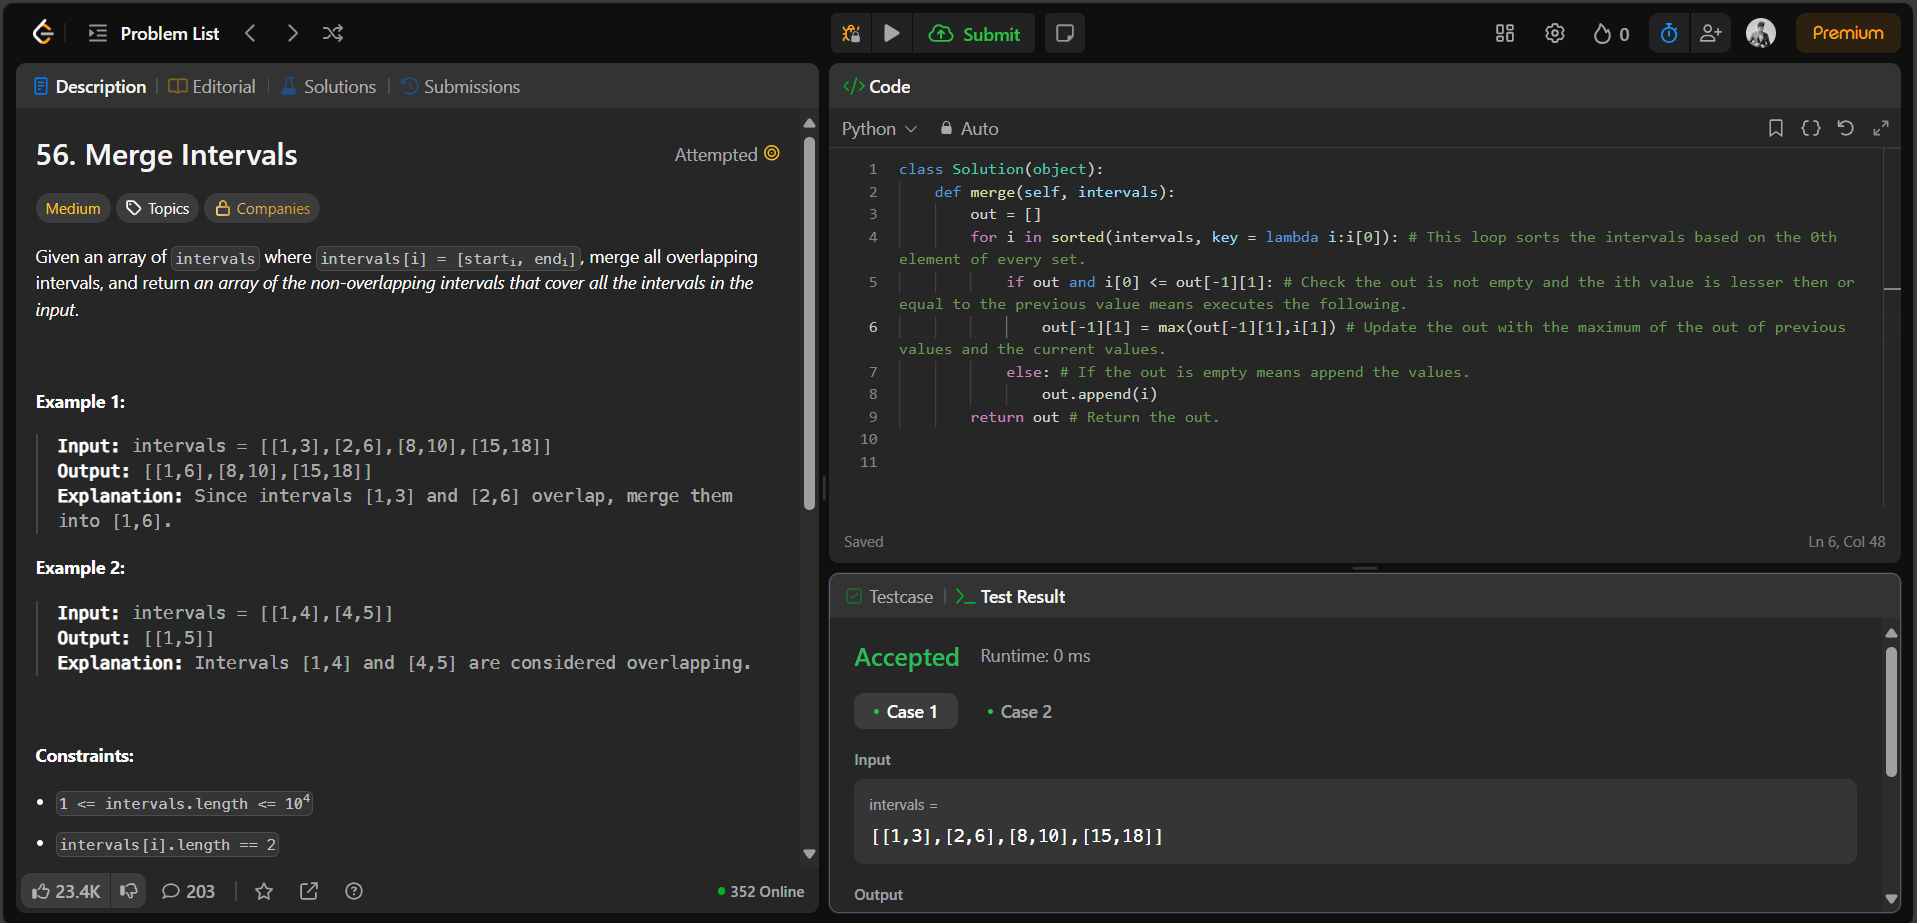 Problem List
Submit
0
Premium
Description
Editorial
Solutions
Submissions
56. Merge Intervals
Attempted
Medium
Topics
Companies
Given an array of intervals where intervals[i] = [starti, endi], merge all overlapping
intervals, and return an array of the non-overlapping intervals that cover all the intervals in the
input.
Example 1:
Input: intervals = [[1,3],[2,6],[8,10],[15,18]]
Output: [[1,6],[8,10],[15,18]]
Explanation: Since intervals [1,3] and [2,6] overlap, merge them
into [1,6].
Example 2:
Input: intervals = [[1,4],[4,5]]
Output: [[1,5]]
Explanation: Intervals [1,4] and [4,5] are considered overlapping.
Constraints:
• 1 <= intervals.length <= 10^4
• intervals[i].length == 2
23.4K
203
352 Online
</> Code
Python
Auto
1 class Solution(object):
2 def merge(self, intervals):
3 out = []
4 for i in sorted(intervals, key = lambda i:i[0]): # This loop sorts the intervals based on the 0th
element of every set.
5 if out and i[0] <= out[-1][1]: # Check the out is not empty and the ith value is lesser then or
equal to the previous value means executes the following.
6 out[-1][1] = max(out[-1][1],i[1]) # Update the out with the maximum of the out of previous
values and the current values.
7 else: # If the out is empty means append the values.
8 out.append(i)
9 return out # Return the out.
10
11
Saved
Ln 6, Col 48
Testcase
>_ Test Result
Accepted
Runtime: 0 ms
• Case 1
• Case 2
Input
intervals =
[[1,3],[2,6],[8,10],[15,18]]
Output